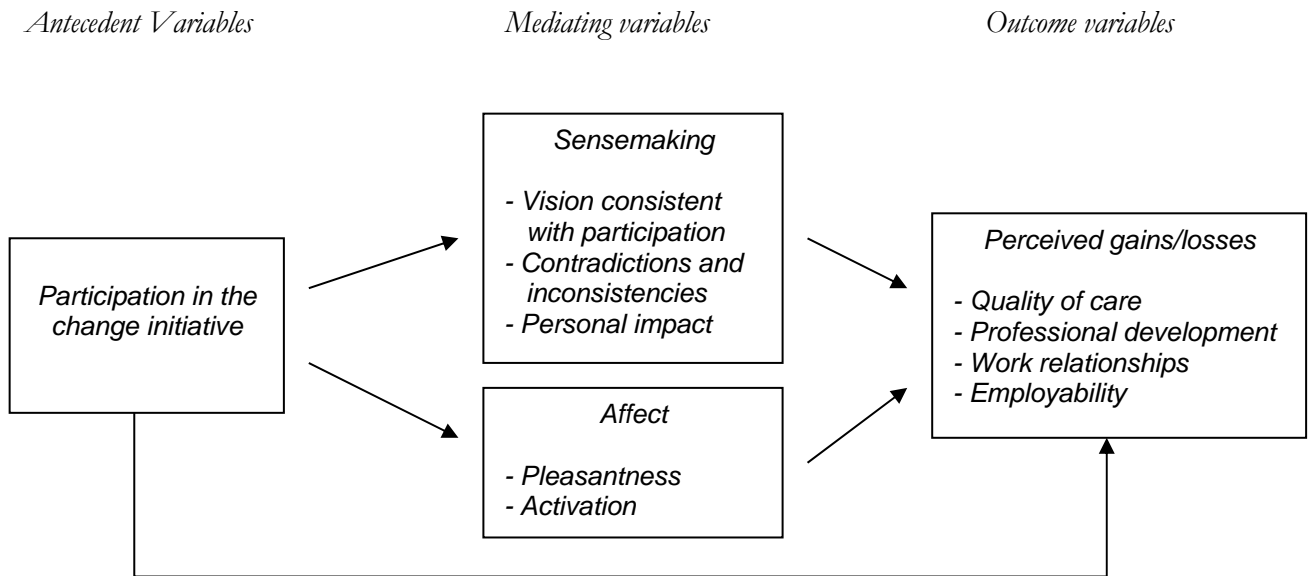 Antecedent Variables
Mediating variables
Outcome variables
Participation in the
change initiative
Sensemaking
- Vision consistent
with participation
- Contradictions and
inconsistencies
- Personal impact
Affect
- Pleasantness
- Activation
Perceived gains/losses
- Quality of care
- Professional development
- Work relationships
- Employability